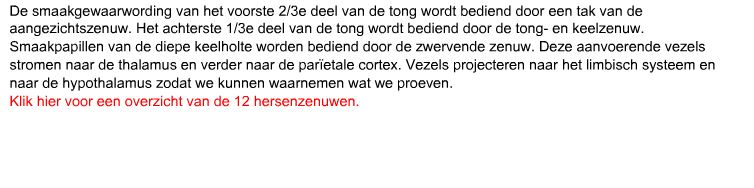 De smaakgewaarwording van het voorste 2/3e deel van de tong wordt bediend door een tak van de
aangezichtszenuw. Het achterste 1/3e deel van de tong wordt bediend door de tong- en keelzenuw.
Smaakpapillen van de diepe keelholte worden bediend door de zwervende zenuw. Deze aanvoerende vezels
stromen naar de thalamus en verder naar de parïetale cortex. Vezels projecteren naar het limbisch systeem en
naar de hypothalamus zodat we kunnen waarnemen wat we proeven.
Klik hier voor een overzicht van de 12 hersenzenuwen.